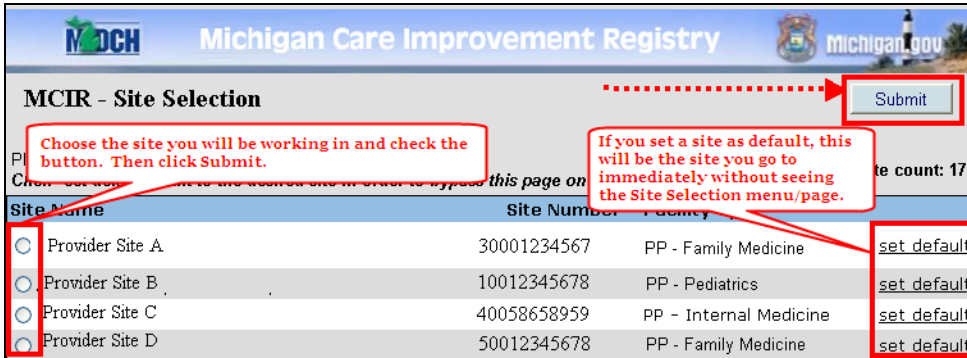 MDCH Michigan Care Improvement Registry Michigan.gov
MCIR - Site Selection
Submit
Choose the site you will be working in and check the
button. Then click Submit.
If you set a site as default, this
will be the site you go to
immediately without seeing
the Site Selection menu/page.
te count: 17
this page on
Site Name Site Number
Provider Site A 30001234567 PP - Family Medicine set default
Provider Site B 10012345678 PP - Pediatrics set default
Provider Site C 40058658959 PP - Internal Medicine set default
Provider Site D 50012345678 PP - Family Medicine set default